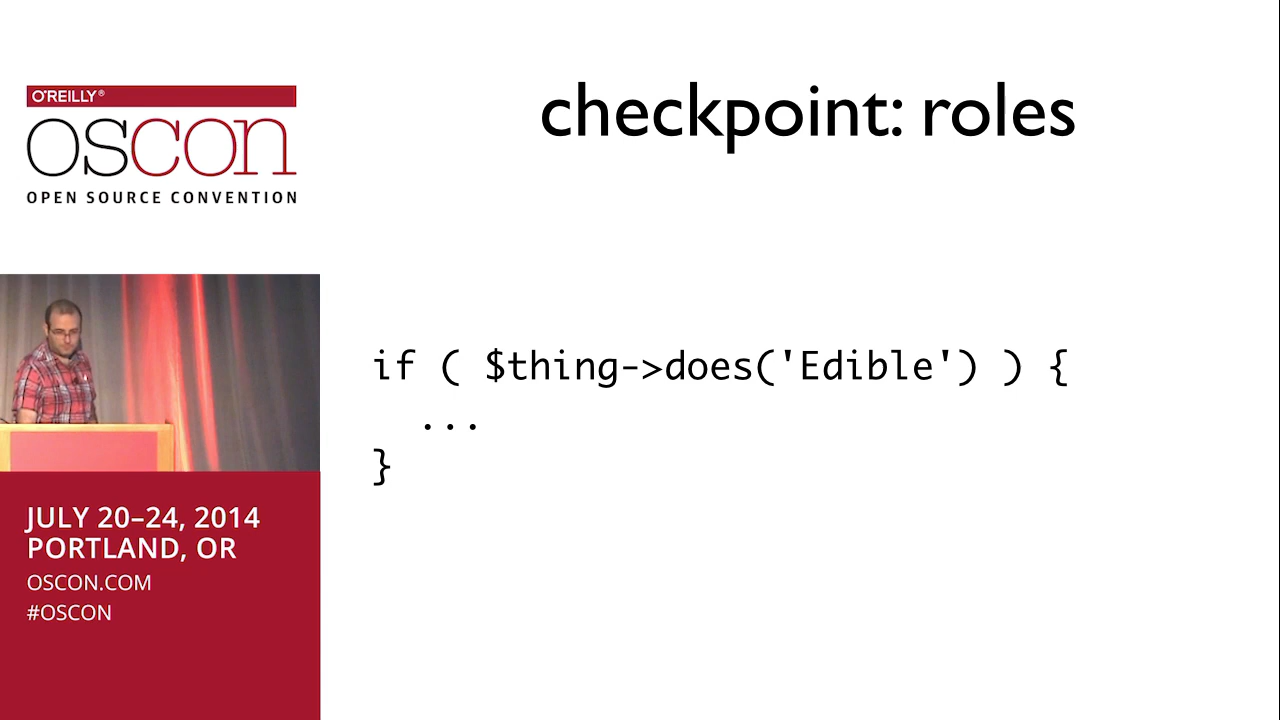 O'REILLY®
OSCON
OPEN SOURCE CONVENTION
JULY 20–24, 2014
PORTLAND, OR
OSCON.COM
#OSCON
checkpoint: roles
if ( $thing->does('Edible') ) {
  ...
}